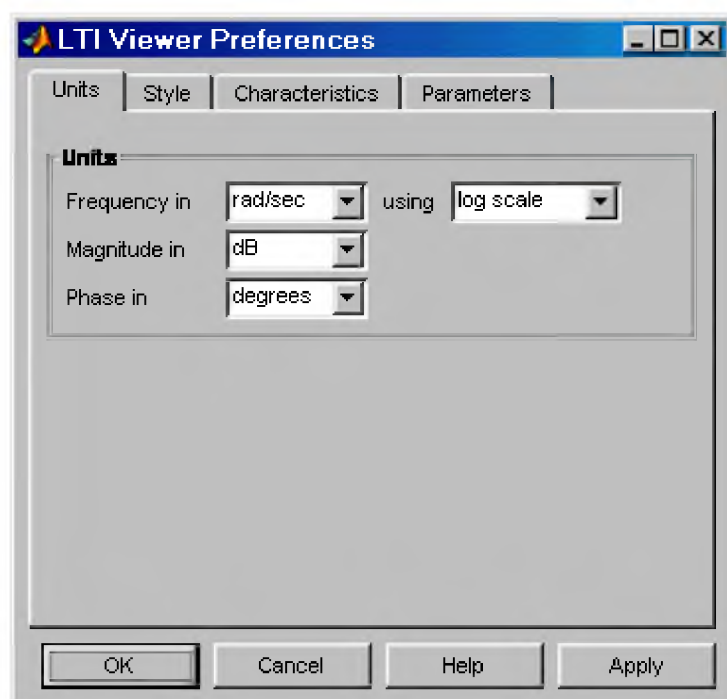 LTI Viewer Preferences
Units Style Characteristics Parameters
Units
Frequency in rad/sec using log scale
Magnitude in dB
Phase in degrees
OK Cancel Help Apply